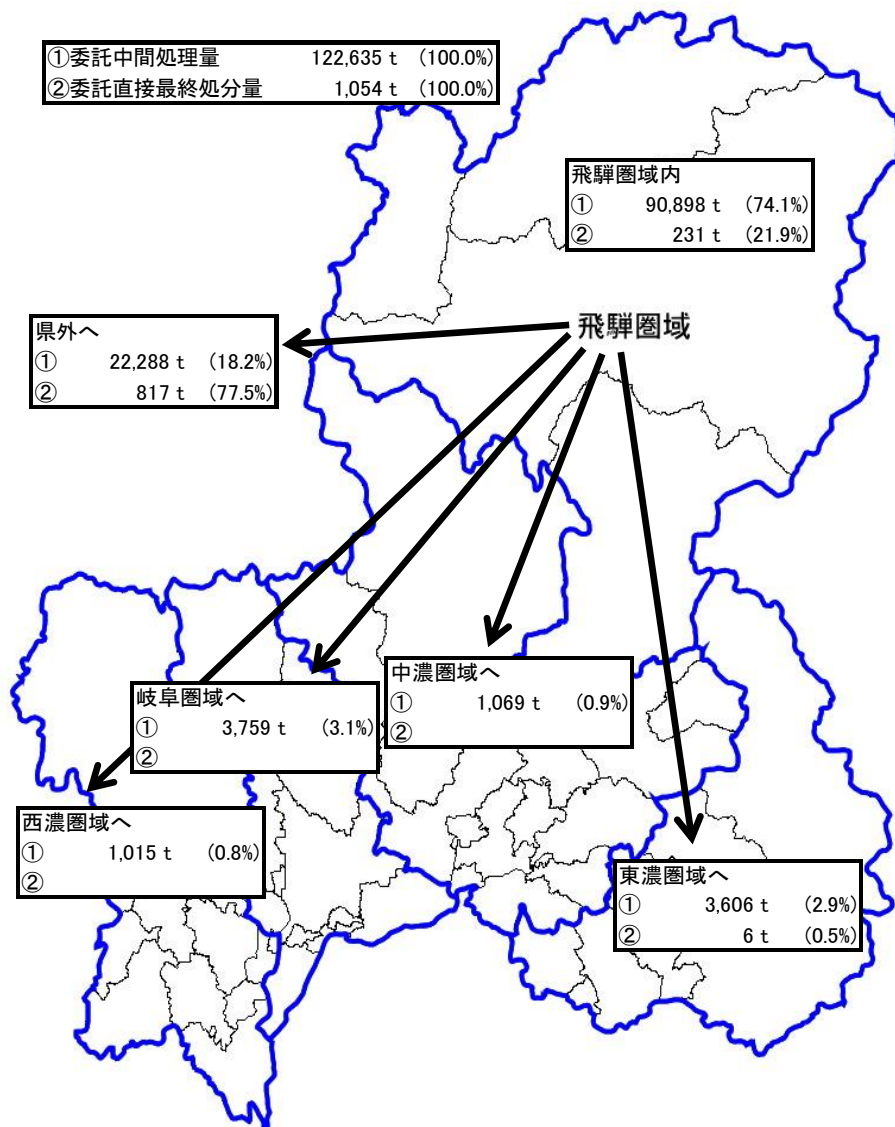 ①委託中間処理量 122,635 t (100.0%)
②委託直接最終処分量 1,054 t (100.0%)
飛騨圏域内
① 90,898 t (74.1%)
② 231 t (21.9%)
飛騨圏域
県外へ
① 22,288 t (18.2%)
② 817 t (77.5%)
中濃圏域へ
① 1,069 t (0.9%)
②
岐阜圏域へ
① 3,759 t (3.1%)
②
西濃圏域へ
① 1,015 t (0.8%)
②
東濃圏域へ
① 3,606 t (2.9%)
② 6 t (0.5%)